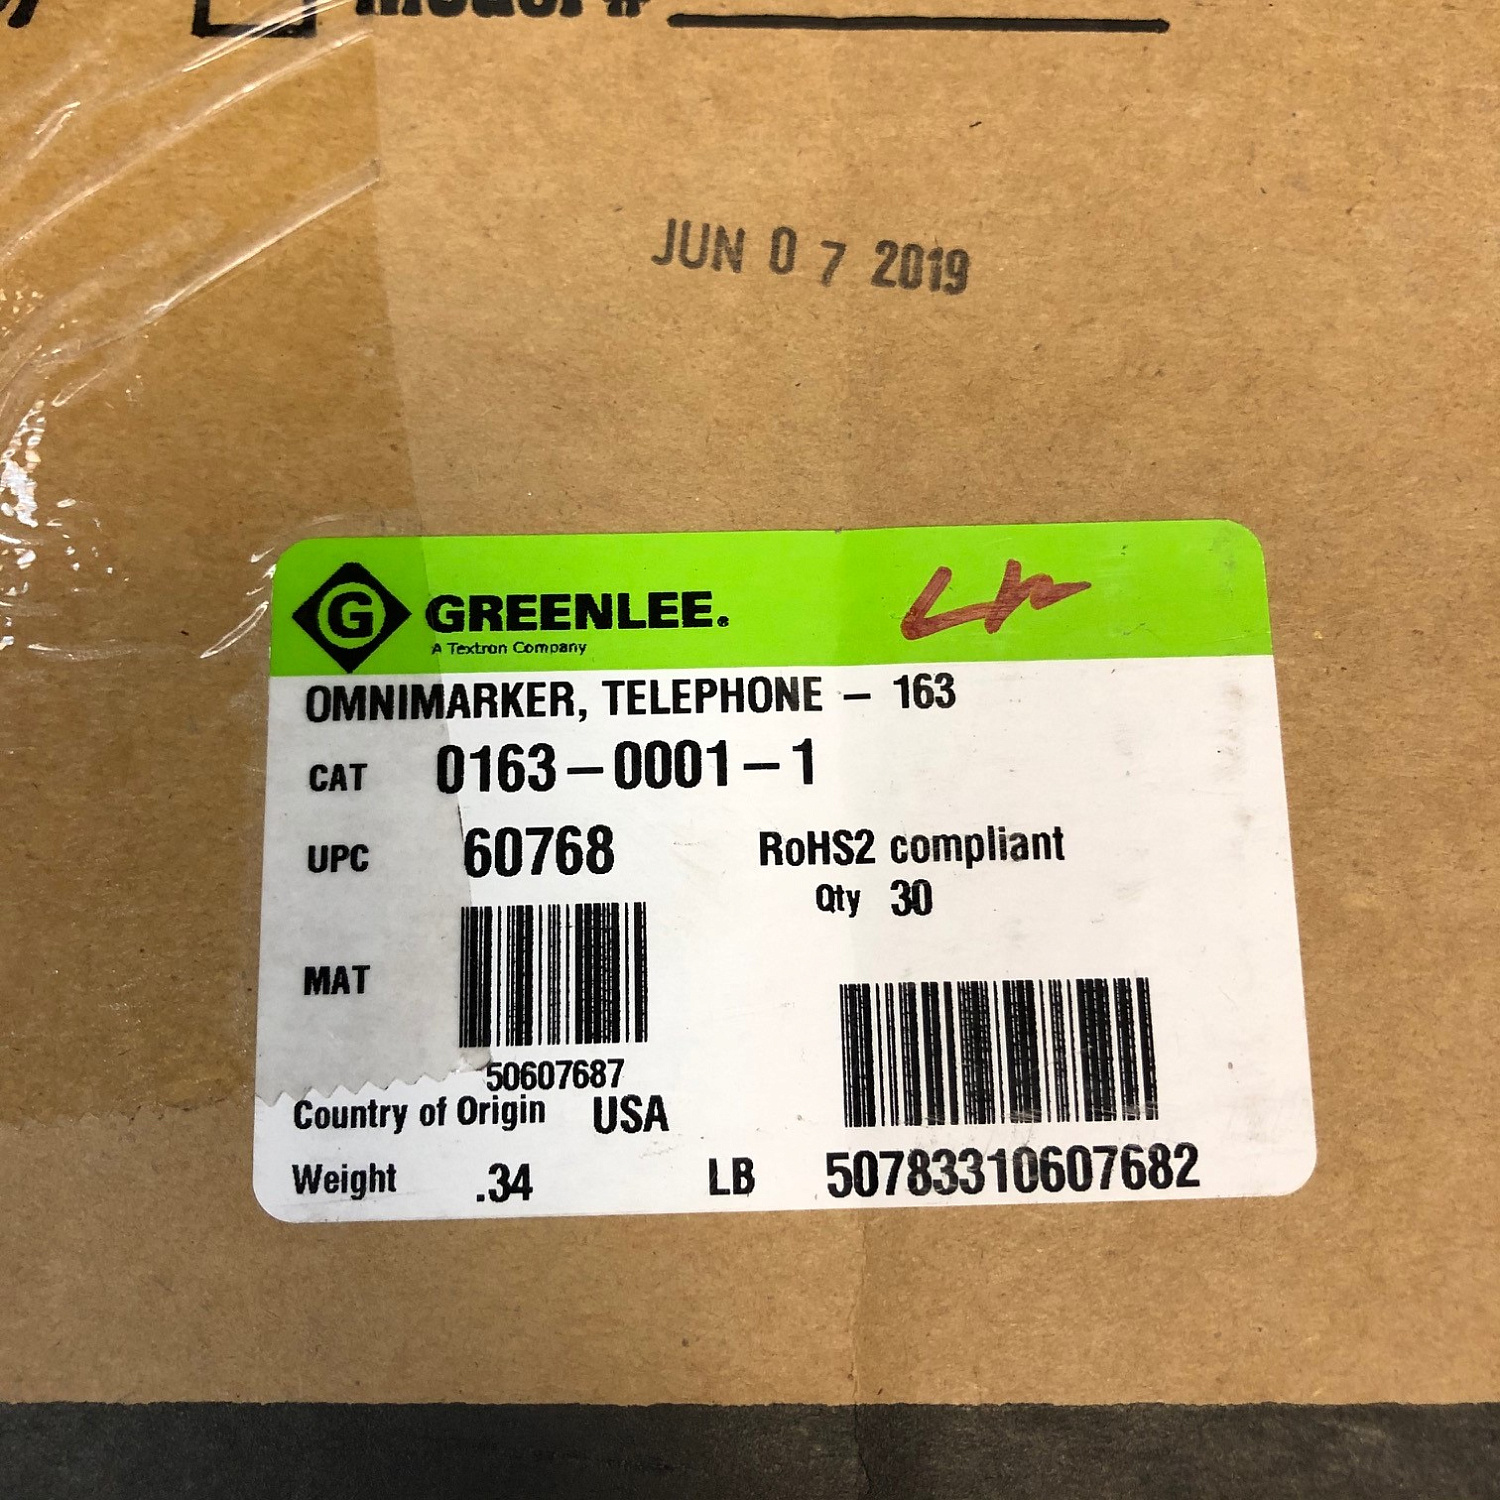 Model #
JUN 07 2019
G GREENLEE®
A Textron Company
OMNIMARKER, TELEPHONE – 163
CAT 0163–0001–1
UPC 60768 RoHS2 compliant
Qty 30
MAT
50607687
Country of Origin USA
Weight .34 LB 50783310607682